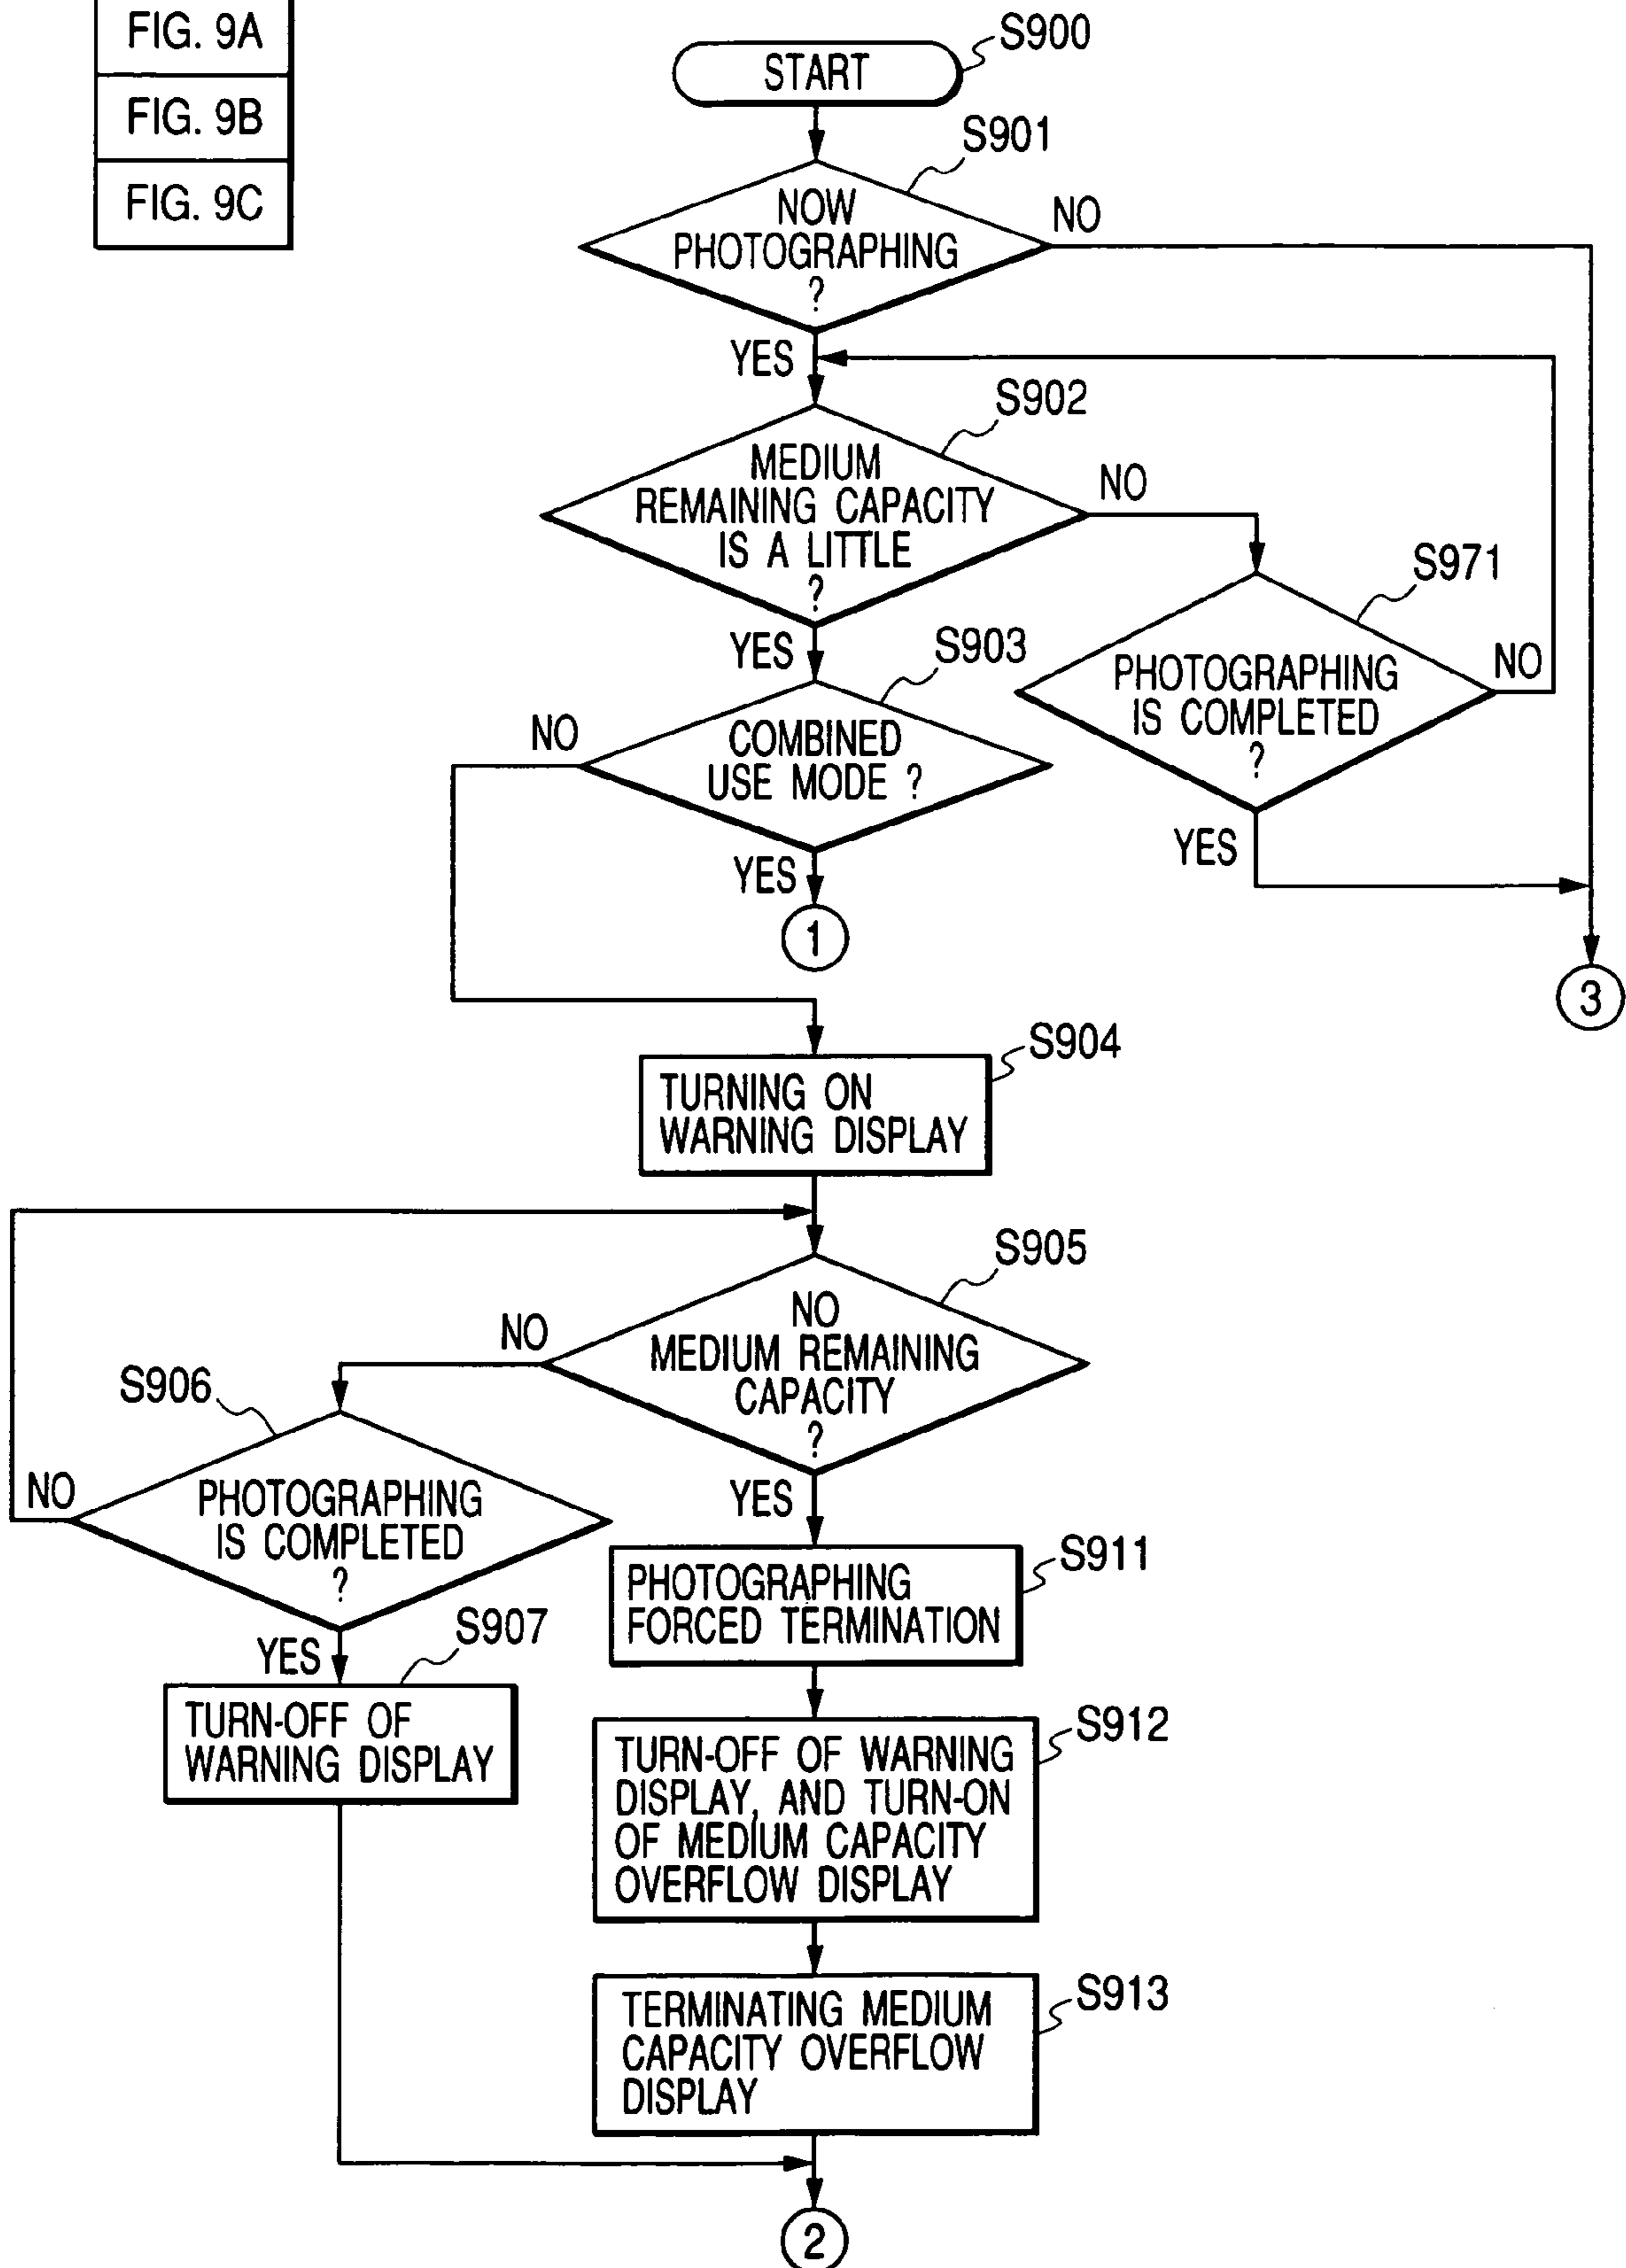 FIG. 9A
FIG. 9B
FIG. 9C
START
S900
S901
NOW
PHOTOGRAPHING
?
NO
YES
S902
MEDIUM
REMAINING CAPACITY
IS A LITTLE
?
NO
S971
YES
S903
PHOTOGRAPHING
IS COMPLETED
?
NO
NO
COMBINED
USE MODE ?
YES
YES
1
3
S904
TURNING ON
WARNING DISPLAY
S905
NO
MEDIUM REMAINING
CAPACITY
?
NO
S906
PHOTOGRAPHING
IS COMPLETED
?
NO
YES
S911
PHOTOGRAPHING
FORCED TERMINATION
YES
S907
TURN-OFF OF
WARNING DISPLAY
S912
TURN-OFF OF WARNING
DISPLAY, AND TURN-ON
OF MEDIUM CAPACITY
OVERFLOW DISPLAY
S913
TERMINATING MEDIUM
CAPACITY OVERFLOW
DISPLAY
2